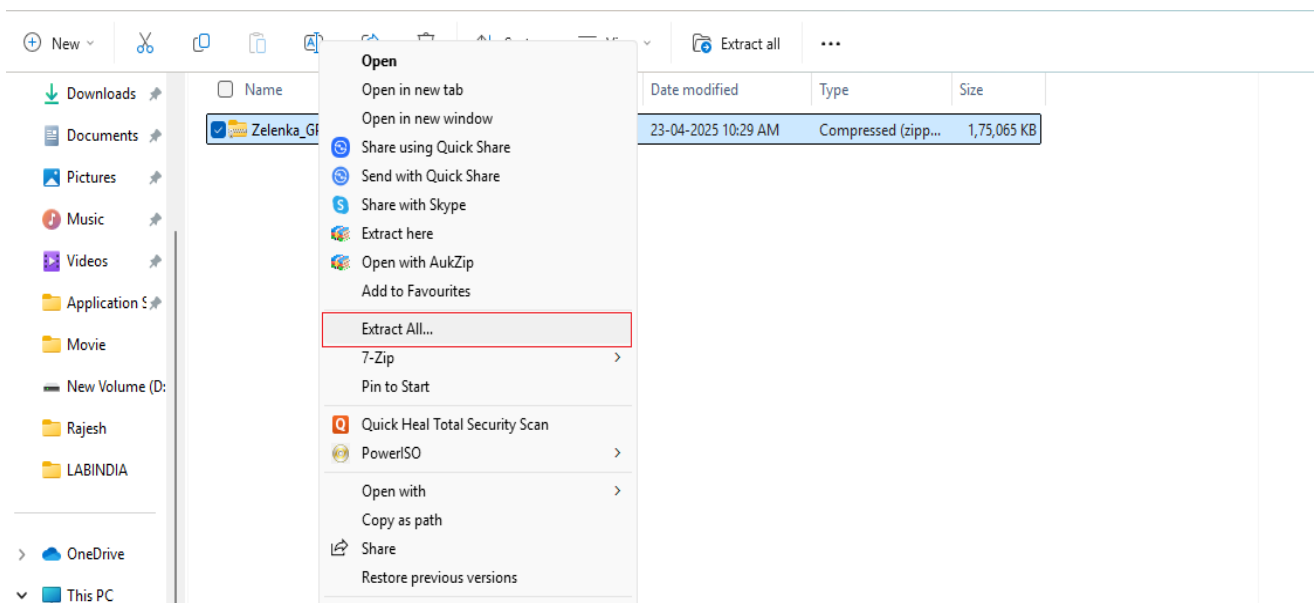 New
Extract all
Downloads
Documents
Pictures
Music
Videos
Application S
Movie
New Volume (D:
Rajesh
LABINDIA
OneDrive
This PC
Name
Date modified
Type
Size
Zelenka_GP
23-04-2025 10:29 AM
Compressed (zipp...
1,75,065 KB
Open
Open in new tab
Open in new window
Share using Quick Share
Send with Quick Share
Share with Skype
Extract here
Open with AukZip
Add to Favourites
Extract All...
7-Zip
Pin to Start
Quick Heal Total Security Scan
PowerISO
Open with
Copy as path
Share
Restore previous versions